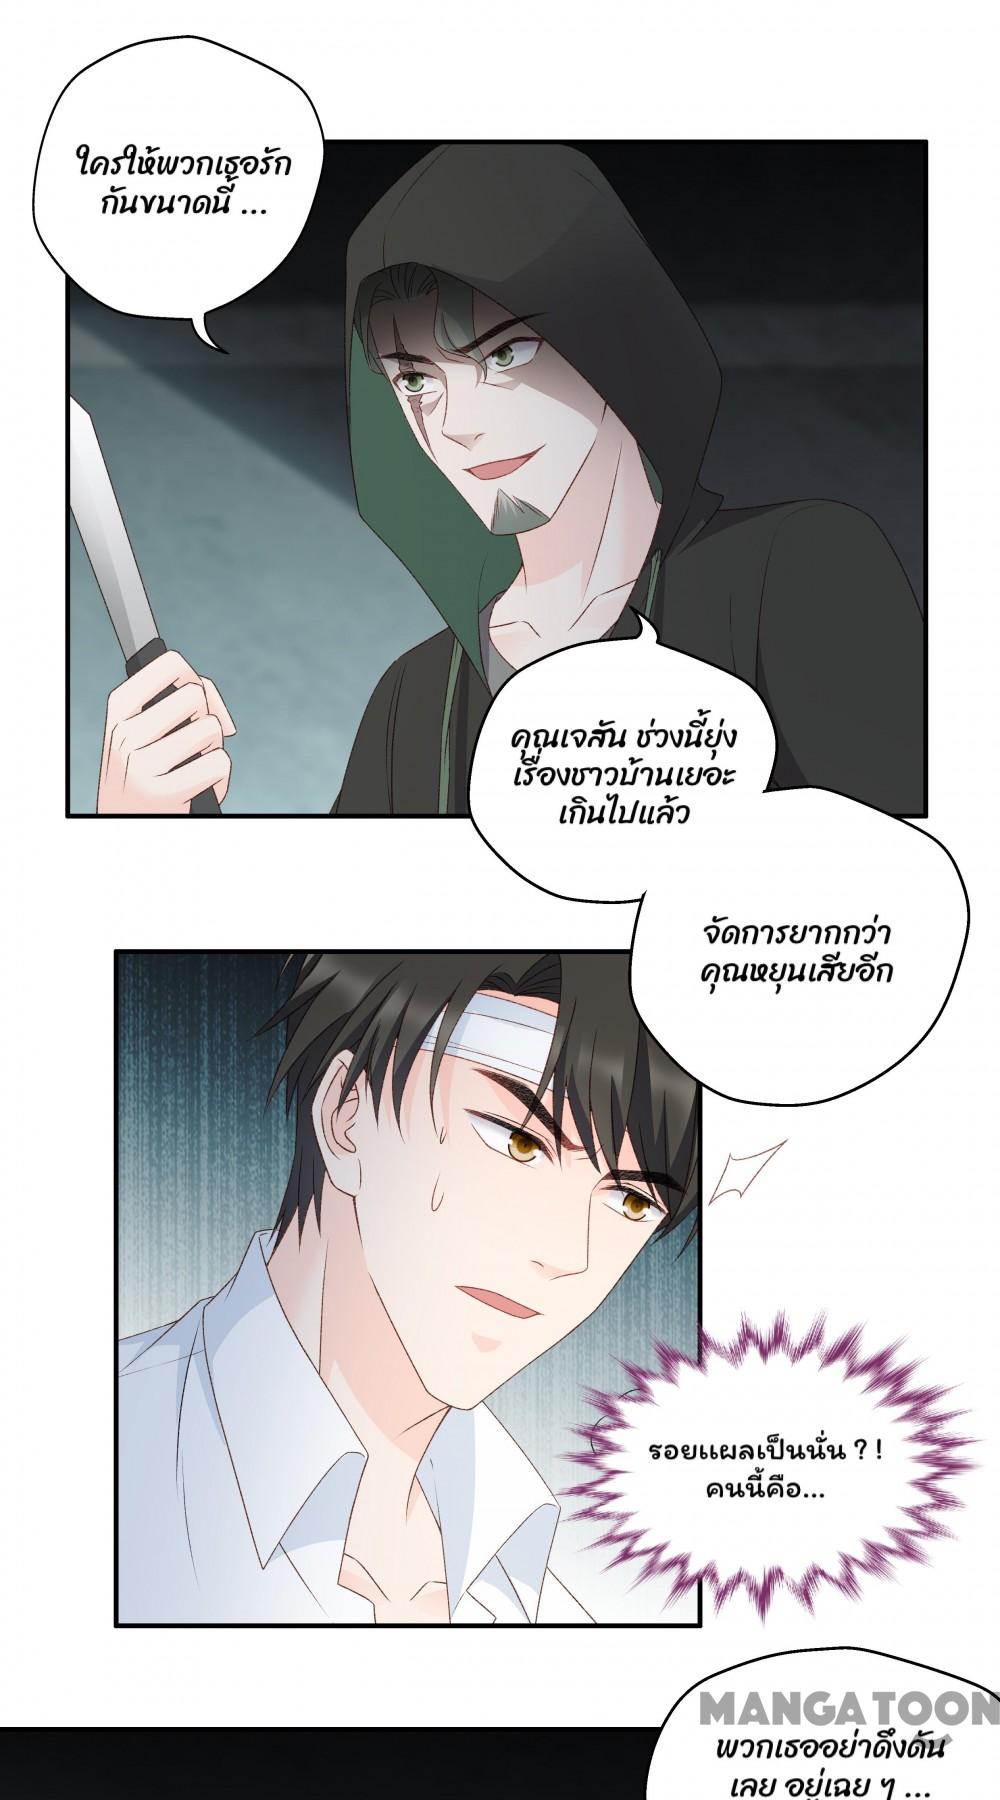 ใครให้พวกเธอรัก
กันขนาดนี้ ...
คุณเจสัน ช่วงนี้ยุ่ง
เรื่องชาวบ้านเยอะ
เกินไปแล้ว
จัดการยากกว่า
คุณหยุนเสียอีก
รอยแผลเป็นนั่น ? !
คนนี้คือ...
MANGATOON
พวกเธออย่าดึงดัน
เลย อยู่เฉย ๆ ...